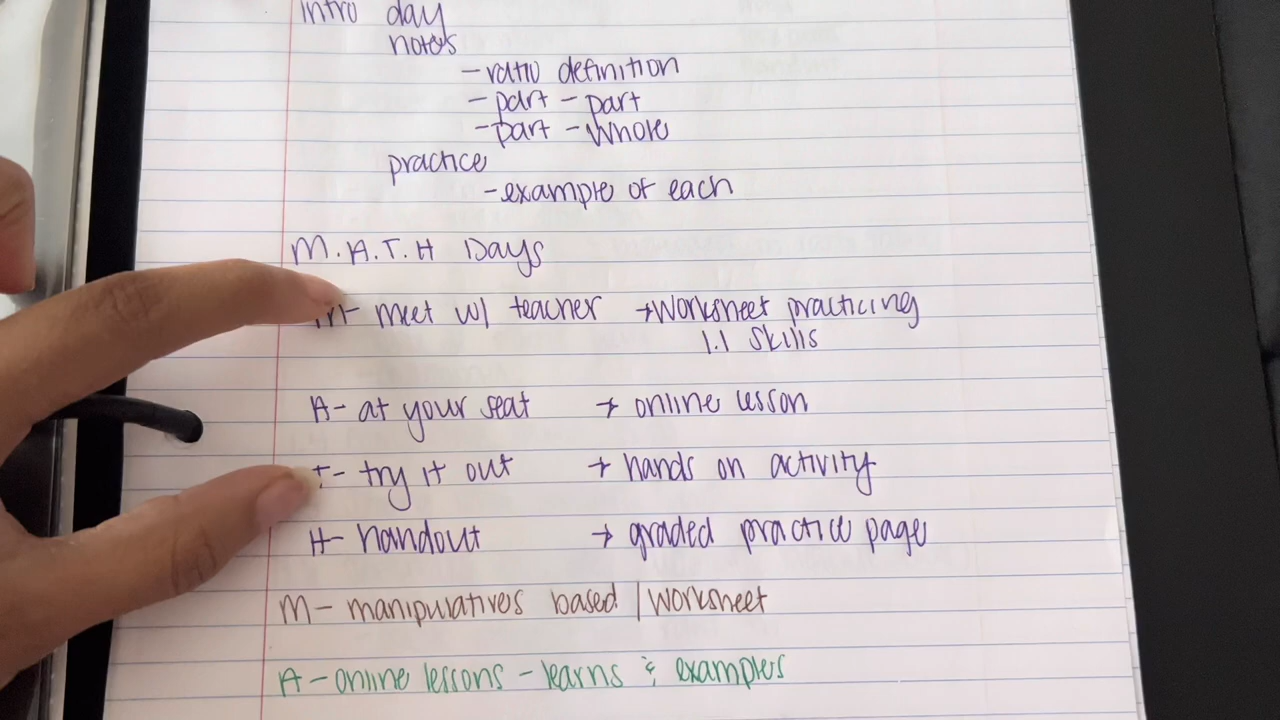 intro day
notes
- ratio definition
- part - part
- part - whole
practice
- example of each
M.A.T.H Days
M- meet w/ teacher → worksheet practicing
1.1 skills
A- at your seat → online lesson
T- try it out → hands on activity
H- handout → graded practice page
M- manipulatives based / worksheet
A- online lessons - learns & examples